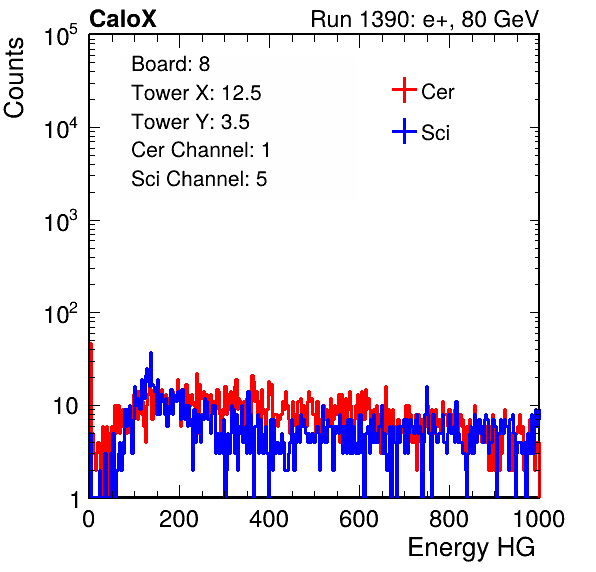 CaloX Run 1390: e+, 80 GeV
Board: 8
Tower X: 12.5
Tower Y: 3.5
Cer Channel: 1
Sci Channel: 5
Cer
Sci
Counts
10^5
10^4
10^3
10^2
10
1
0 200 400 600 800 1000
Energy HG